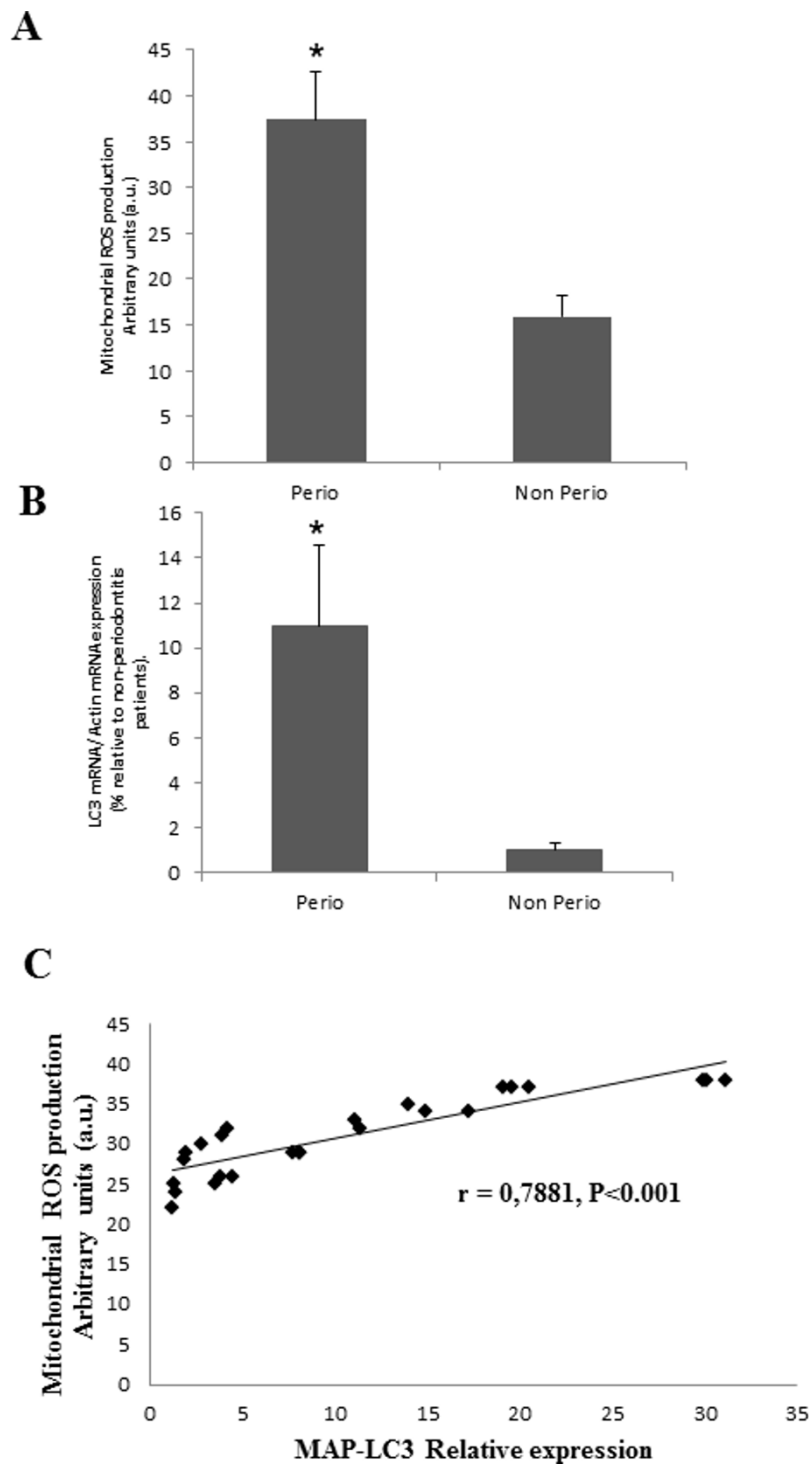 A
Mitochondrial ROS production
Arbitrary units (a.u.)
45
40
35
30
25
20
15
10
5
0
*
Perio
Non Perio
B
LC3 mRNA/ Actin mRNA expression
(% relative to non-periodontitis
patients).
16
14
12
10
8
6
4
2
0
*
Perio
Non Perio
C
Mitochondrial ROS production
Arbitrary units (a.u.)
45
40
35
30
25
20
15
10
5
0
r = 0,7881, P<0.001
0 5 10 15 20 25 30 35
MAP-LC3 Relative expression